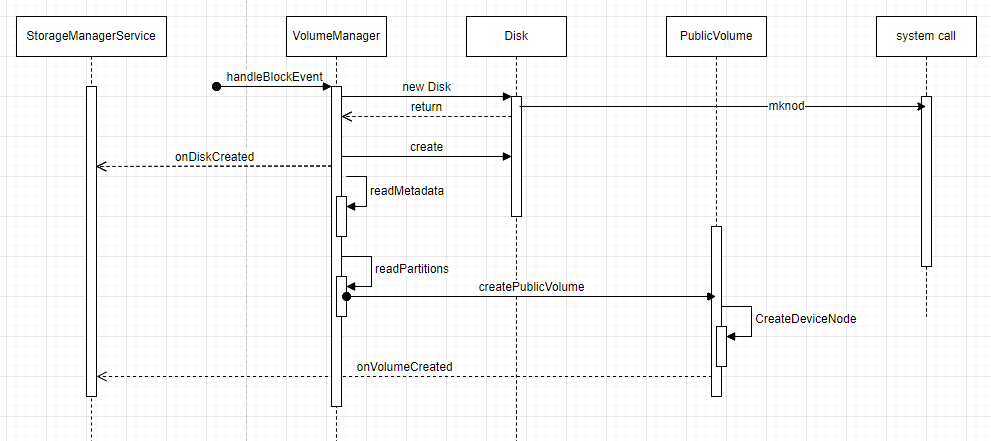 StorageManagerService
VolumeManager
Disk
PublicVolume
system call
handleBlockEvent
new Disk
return
mknod
create
onDiskCreated
readMetadata
readPartitions
createPublicVolume
CreateDeviceNode
onVolumeCreated